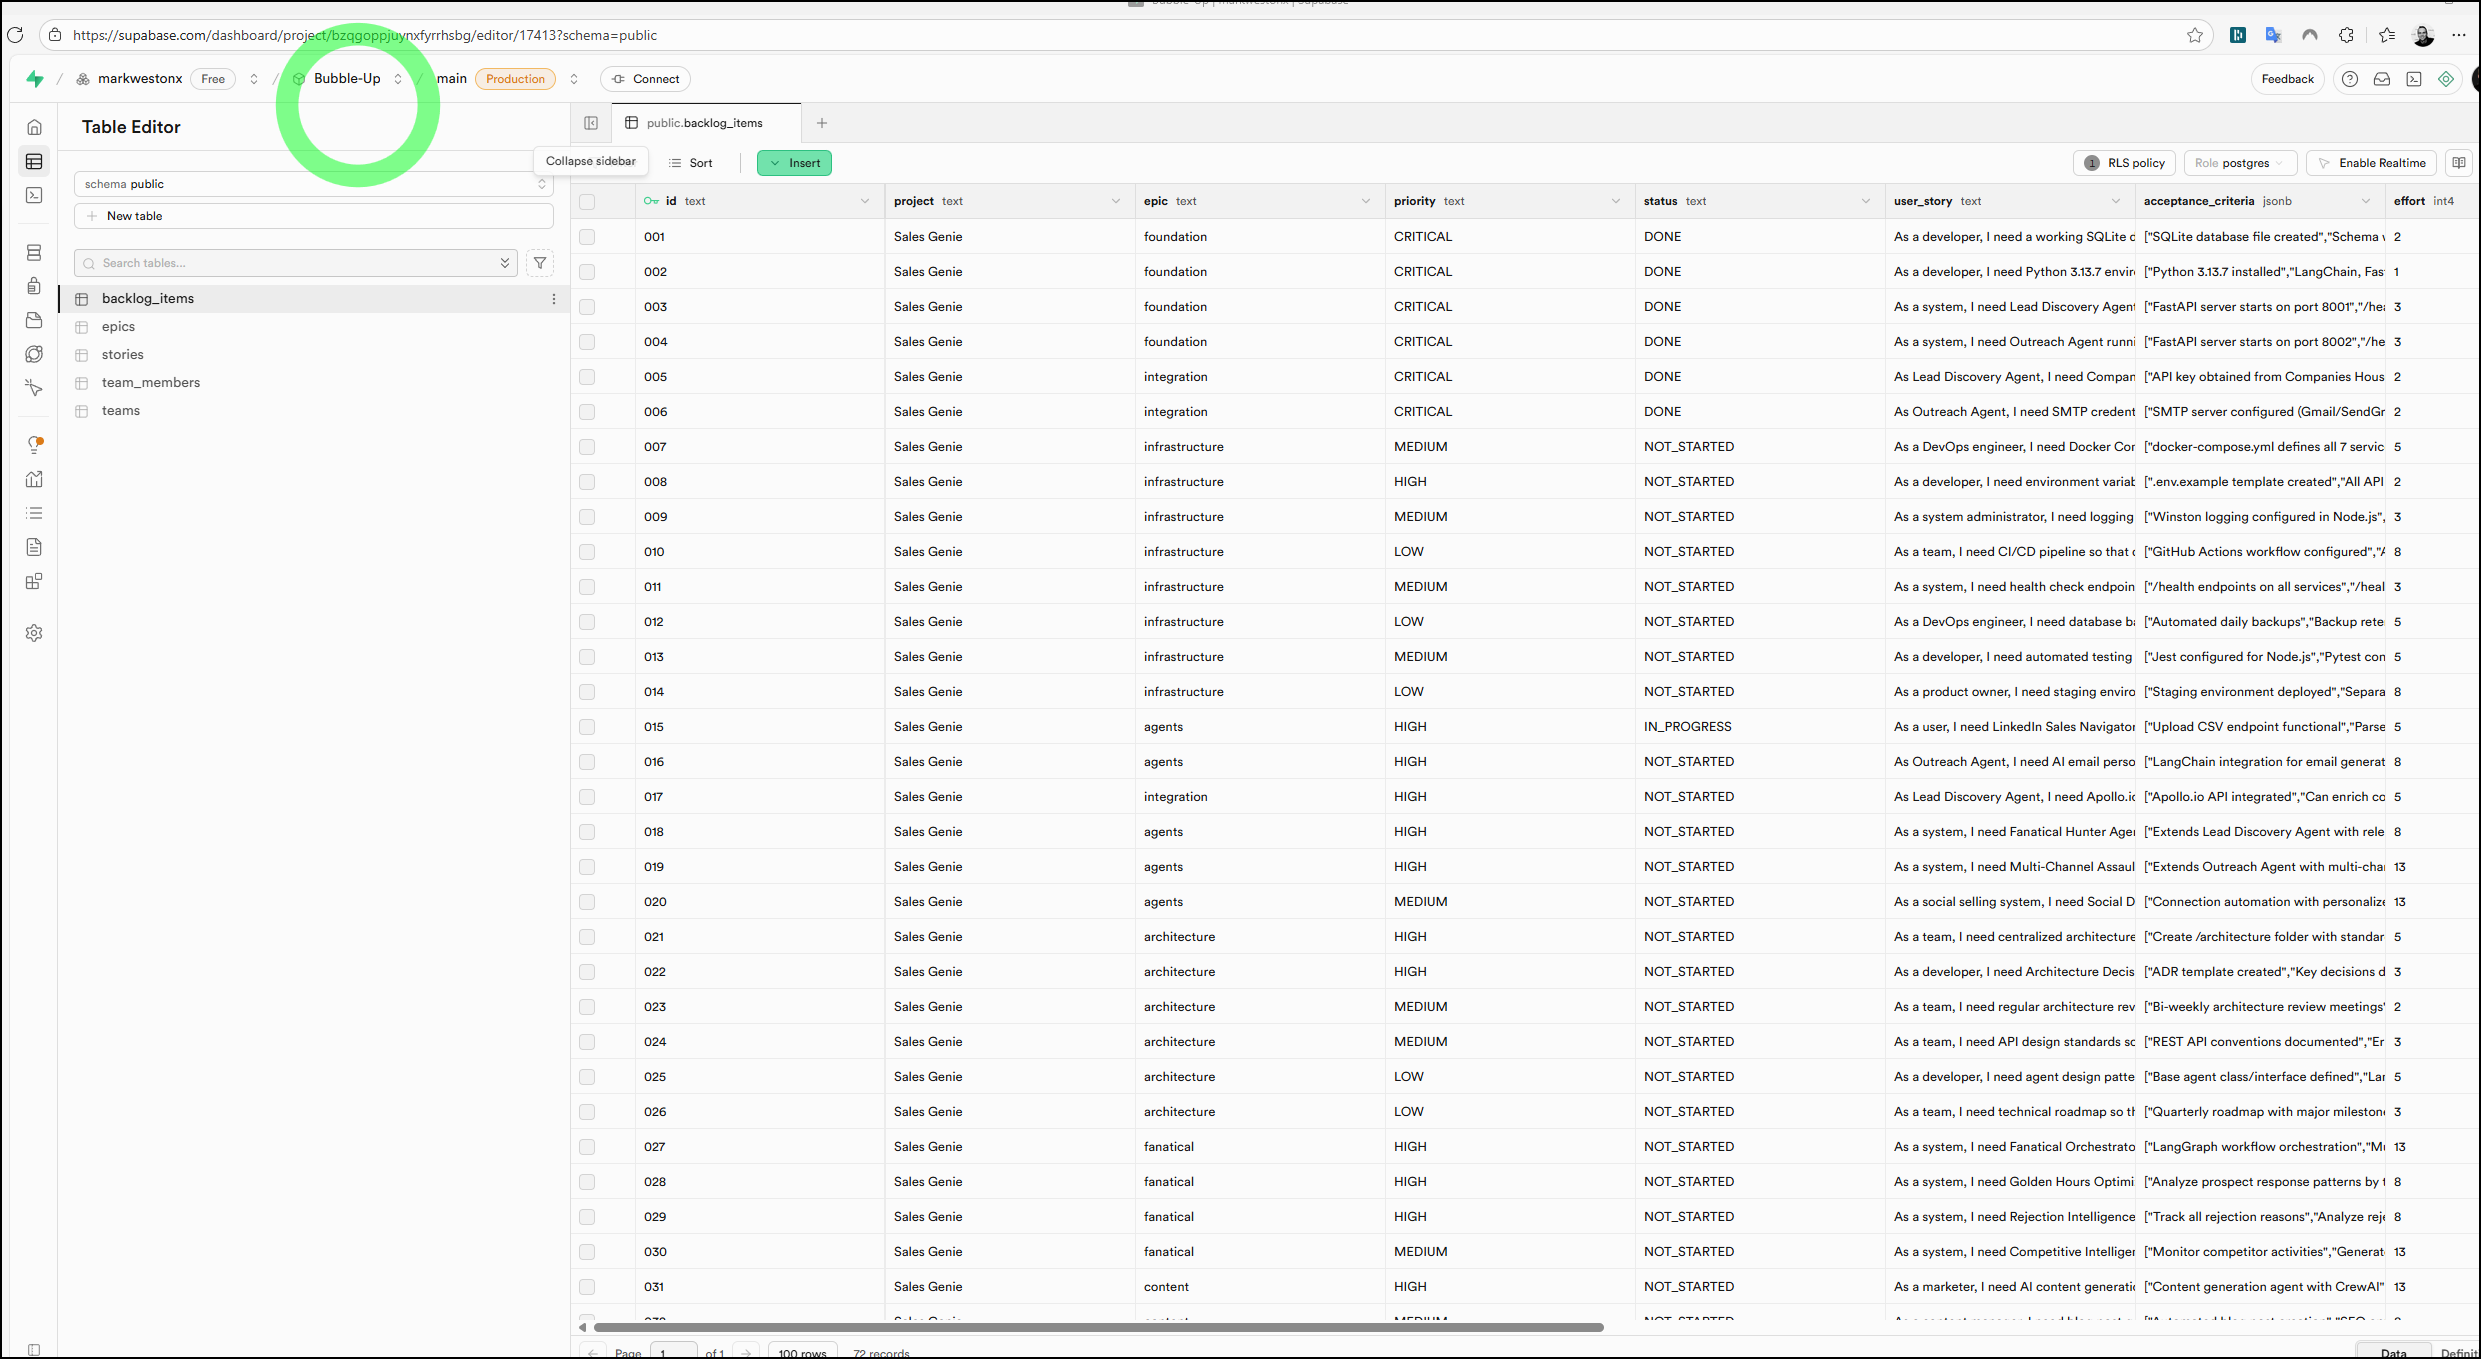 https://supabase.com/dashboard/project/bzqgoppjuynxfyrrhsbg/editor/17413?schema=public
/ markwestonx Free / Bubble-Up / main Production Connect Feedback
Table Editor
public.backlog_items
Collapse sidebar Sort Insert 1 RLS policy Role postgres Enable Realtime
schema public
New table
Search tables...
backlog_items
epics
stories
team_members
teams
id text project text epic text priority text status text user_story text acceptance_criteria jsonb effort int4
001 Sales Genie foundation CRITICAL DONE As a developer, I need a working SQLite d ["SQLite database file created","Schema v 2
002 Sales Genie foundation CRITICAL DONE As a developer, I need Python 3.13.7 envir ["Python 3.13.7 installed","LangChain, Fas 1
003 Sales Genie foundation CRITICAL DONE As a system, I need Lead Discovery Agent ["FastAPI server starts on port 8001","/hea 3
004 Sales Genie foundation CRITICAL DONE As a system, I need Outreach Agent runni ["FastAPI server starts on port 8002","/he 3
005 Sales Genie integration CRITICAL DONE As Lead Discovery Agent, I need Compan ["API key obtained from Companies Hous 2
006 Sales Genie integration CRITICAL DONE As Outreach Agent, I need SMTP credent ["SMTP server configured (Gmail/SendGr 2
007 Sales Genie infrastructure MEDIUM NOT_STARTED As a DevOps engineer, I need Docker Cor ["docker-compose.yml defines all 7 servic 5
008 Sales Genie infrastructure HIGH NOT_STARTED As a developer, I need environment variab [".env.example template created","All API 2
009 Sales Genie infrastructure MEDIUM NOT_STARTED As a system administrator, I need logging ["Winston logging configured in Node.js", 3
010 Sales Genie infrastructure LOW NOT_STARTED As a team, I need CI/CD pipeline so that ["GitHub Actions workflow configured","A 8
011 Sales Genie infrastructure MEDIUM NOT_STARTED As a system, I need health check endpoin ["/health endpoints on all services","/heal 3
012 Sales Genie infrastructure LOW NOT_STARTED As a DevOps engineer, I need database ba ["Automated daily backups","Backup rete 5
013 Sales Genie infrastructure MEDIUM NOT_STARTED As a developer, I need automated testing ["Jest configured for Node.js","Pytest con 5
014 Sales Genie infrastructure LOW NOT_STARTED As a product owner, I need staging enviro ["Staging environment deployed","Separa 8
015 Sales Genie agents HIGH IN_PROGRESS As a user, I need LinkedIn Sales Navigator ["Upload CSV endpoint functional","Parse 5
016 Sales Genie agents HIGH NOT_STARTED As Outreach Agent, I need AI email perso ["LangChain integration for email generat 8
017 Sales Genie integration HIGH NOT_STARTED As Lead Discovery Agent, I need Apollo.ic ["Apollo.io API integrated","Can enrich co 5
018 Sales Genie agents HIGH NOT_STARTED As a system, I need Fanatical Hunter Agei ["Extends Lead Discovery Agent with rele 8
019 Sales Genie agents HIGH NOT_STARTED As a system, I need Multi-Channel Assaul ["Extends Outreach Agent with multi-cha 13
020 Sales Genie agents MEDIUM NOT_STARTED As a social selling system, I need Social D ["Connection automation with personalize 13
021 Sales Genie architecture HIGH NOT_STARTED As a team, I need centralized architecture ["Create /architecture folder with standar 5
022 Sales Genie architecture HIGH NOT_STARTED As a developer, I need Architecture Decis ["ADR template created","Key decisions d 3
023 Sales Genie architecture MEDIUM NOT_STARTED As a team, I need regular architecture rev ["Bi-weekly architecture review meetings" 2
024 Sales Genie architecture MEDIUM NOT_STARTED As a team, I need API design standards sc ["REST API conventions documented","Er 3
025 Sales Genie architecture LOW NOT_STARTED As a developer, I need agent design patte ["Base agent class/interface defined","Lar 5
026 Sales Genie architecture LOW NOT_STARTED As a team, I need technical roadmap so th ["Quarterly roadmap with major mileston 3
027 Sales Genie fanatical HIGH NOT_STARTED As a system, I need Fanatical Orchestrato ["LangGraph workflow orchestration","Mu 13
028 Sales Genie fanatical HIGH NOT_STARTED As a system, I need Golden Hours Optimi ["Analyze prospect response patterns by t 8
029 Sales Genie fanatical HIGH NOT_STARTED As a system, I need Rejection Intelligence ["Track all rejection reasons","Analyze reje 8
030 Sales Genie fanatical MEDIUM NOT_STARTED As a system, I need Competitive Intelliger ["Monitor competitor activities","Generat 13
031 Sales Genie content HIGH NOT_STARTED As a marketer, I need AI content generatio ["Content generation agent with CrewAI" 13
Page 1 of 1 100 rows 72 records Data Definit